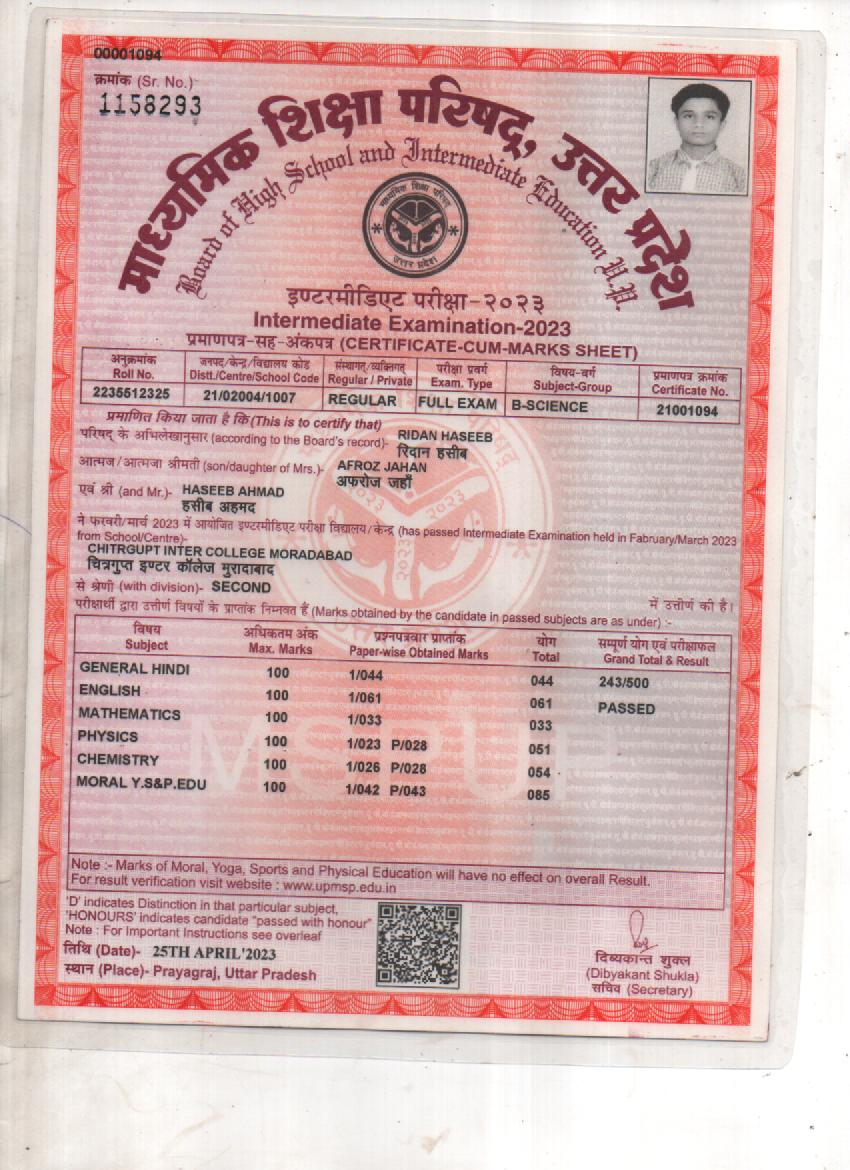 00001094
क्रमांक (Sr. No.)
1158293
माध्यमिक शिक्षा परिषद्, उत्तर प्रदेश
Board of High School and Intermediate Education U.P.
माध्यमिक शिक्षा परिषद
उत्तर प्रदेश
इण्टरमीडिएट परीक्षा-२०२३
Intermediate Examination-2023
प्रमाणपत्र-सह-अंकपत्र (CERTIFICATE-CUM-MARKS SHEET)
अनुक्रमांक जनपद/केन्द्र/विद्यालय कोड संस्थागत/व्यक्तिगत परीक्षा प्रवर्ग विषय-वर्ग प्रमाणपत्र क्रमांक
Roll No. Distt./Centre/School Code Regular / Private Exam. Type Subject-Group Certificate No.
2235512325 21/02004/1007 REGULAR FULL EXAM B-SCIENCE 21001094
प्रमाणित किया जाता है कि (This is to certify that)
परिषद् के अभिलेखानुसार (according to the Board's record)- RIDAN HASEEB
रिदान हसीब
आत्मज/आत्मजा श्रीमती (son/daughter of Mrs.)- AFROZ JAHAN
अफरोज जहाँ
एवं श्री (and Mr.)- HASEEB AHMAD
हसीब अहमद
ने फरवरी/मार्च 2023 में आयोजित इण्टरमीडिएट परीक्षा विद्यालय/केन्द्र (has passed Intermediate Examination held in Fabruary/March 2023
from School/Centre)-
CHITRGUPT INTER COLLEGE MORADABAD
चित्रगुप्त इण्टर कॉलेज मुरादाबाद
से श्रेणी (with division)- SECOND में उत्तीर्ण की है।
परीक्षार्थी द्वारा उत्तीर्ण विषयों के प्राप्तांक निम्नवत हैं (Marks obtained by the candidate in passed subjects are as under) :-
विषय अधिकतम अंक प्रश्नपत्रवार प्राप्तांक योग सम्पूर्ण योग एवं परीक्षाफल
Subject Max. Marks Paper-wise Obtained Marks Total Grand Total & Result
GENERAL HINDI 100 1/044 044 243/500
ENGLISH 100 1/061 061 PASSED
MATHEMATICS 100 1/033 033
PHYSICS 100 1/023 P/028 051
CHEMISTRY 100 1/026 P/028 054
MORAL Y.S&P.EDU 100 1/042 P/043 085
MSPUP
Note :- Marks of Moral, Yoga, Sports and Physical Education will have no effect on overall Result.
For result verification visit website : www.upmsp.edu.in
'D' indicates Distinction in that particular subject,
'HONOURS' indicates candidate "passed with honour"
Note : For Important Instructions see overleaf
तिथि (Date)- 25TH APRIL'2023
स्थान (Place)- Prayagraj, Uttar Pradesh
दिब्यकान्त शुक्ल
(Dibyakant Shukla)
सचिव (Secretary)